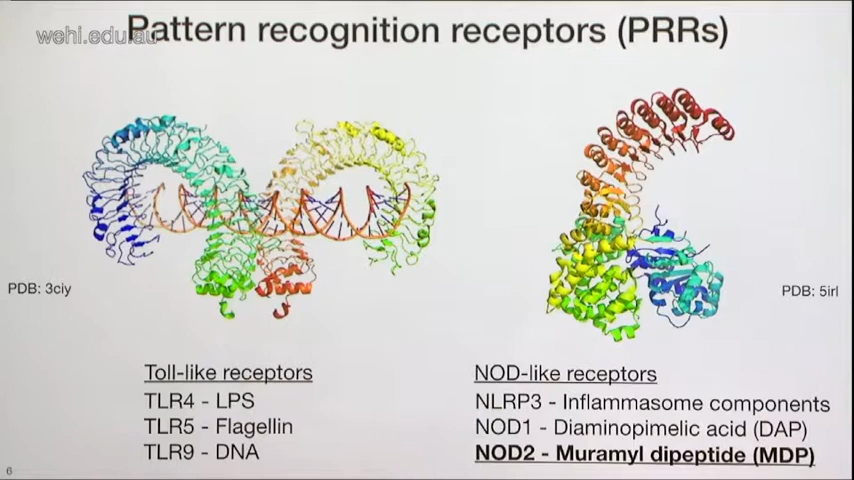 Pattern recognition receptors (PRRs)
wehi.edu.au
PDB: 3ciy
PDB: 5irl
Toll-like receptors
TLR4 - LPS
TLR5 - Flagellin
TLR9 - DNA
NOD-like receptors
NLRP3 - Inflammasome components
NOD1 - Diaminopimelic acid (DAP)
NOD2 - Muramyl dipeptide (MDP)
6